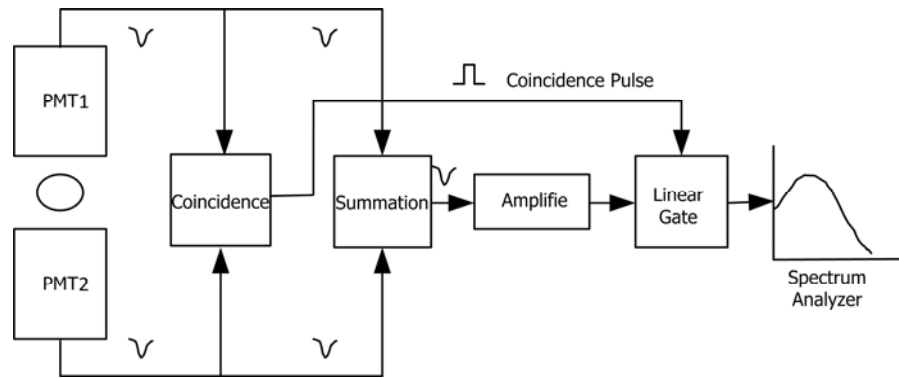 PMT1
Coincidence Pulse
Coincidence
Summation
Amplifie
Linear
Gate
PMT2
Spectrum
Analyzer